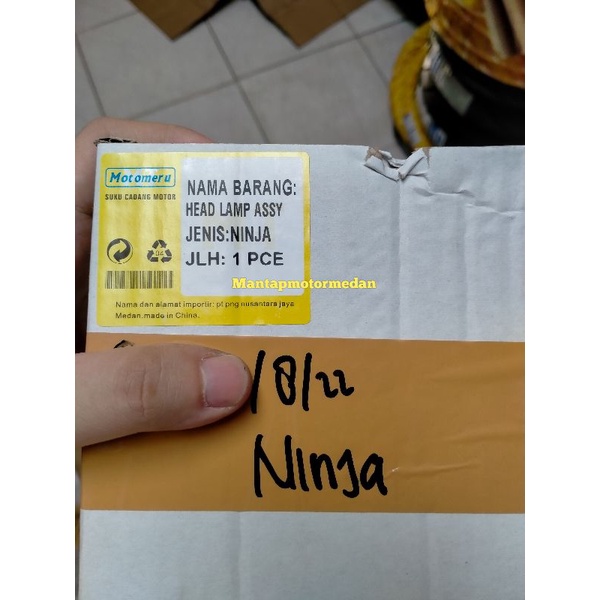 Motomeru
SUKU CADANG MOTOR
NAMA BARANG:
HEAD LAMP ASSY
JENIS:NINJA
JLH: 1 PCE
04
Mantapmotormedan
Nama dan alamat importir: pt.png nusantara jaya
Medan.made in China.
/8/22
Ninja